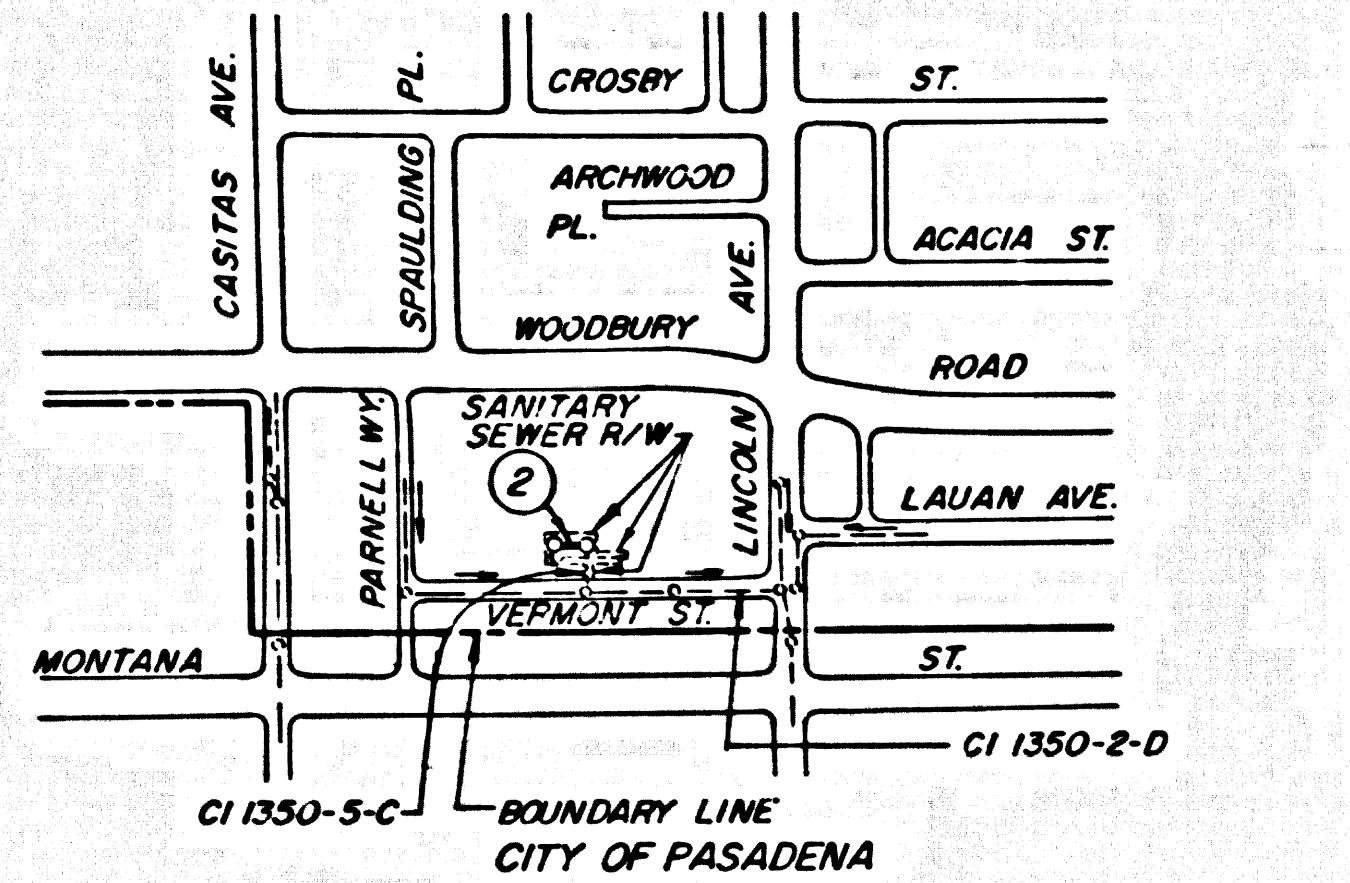 CASITAS AVE.
SPAULDING PL.
CROSBY ST.
ARCHWOOD
PL.
ACACIA ST.
WOODBURY ROAD
LINCOLN AVE.
PARNELL WY.
SANITARY
SEWER R/W
2
LAUAN AVE.
VERMONT ST.
MONTANA ST.
CI 1350-2-D
CI 1350-5-C
BOUNDARY LINE
CITY OF PASADENA